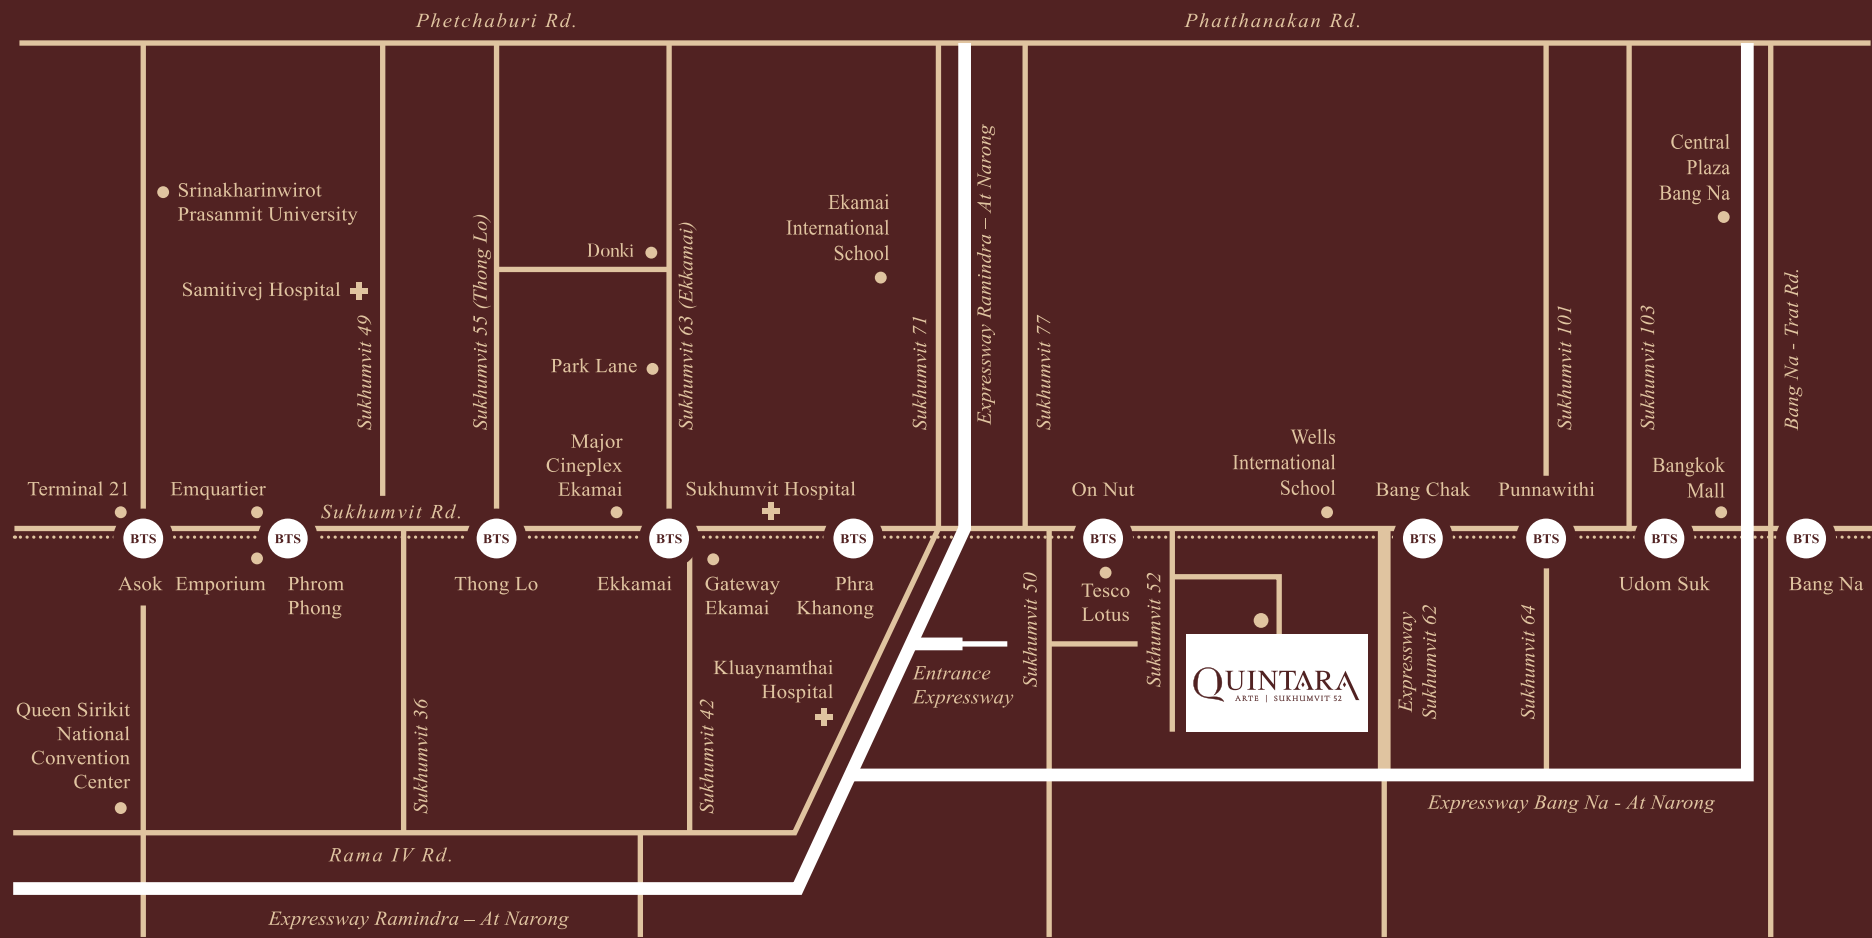 Phetchaburi Rd.
Phatthanakan Rd.
Srinakharinwirot
Prasanmit University
Samitivej Hospital
Sukhumvit 49
Sukhumvit 55 (Thong Lo)
Donki
Park Lane
Sukhumvit 63 (Ekkamai)
Ekamai
International
School
Sukhumvit 71
Expressway Ramindra – At Narong
Sukhumvit 77
Sukhumvit 101
Sukhumvit 103
Central
Plaza
Bang Na
Bang Na - Trat Rd.
Terminal 21
Emquartier
Sukhumvit Rd.
Major
Cineplex
Ekamai
Sukhumvit Hospital
On Nut
Wells
International
School
Bang Chak
Punnawithi
Bangkok
Mall
BTS
BTS
BTS
BTS
BTS
BTS
BTS
BTS
BTS
BTS
Asok
Emporium
Phrom
Phong
Thong Lo
Ekkamai
Gateway
Ekamai
Phra
Khanong
Tesco
Lotus
Udom Suk
Bang Na
Sukhumvit 50
Sukhumvit 52
Expressway
Sukhumvit 62
Sukhumvit 64
Kluaynamthai
Hospital
Entrance
Expressway
QUINTARA
ARTE | SUKHUMVIT 52
Queen Sirikit
National
Convention
Center
Sukhumvit 36
Sukhumvit 42
Expressway Bang Na - At Narong
Rama IV Rd.
Expressway Ramindra – At Narong